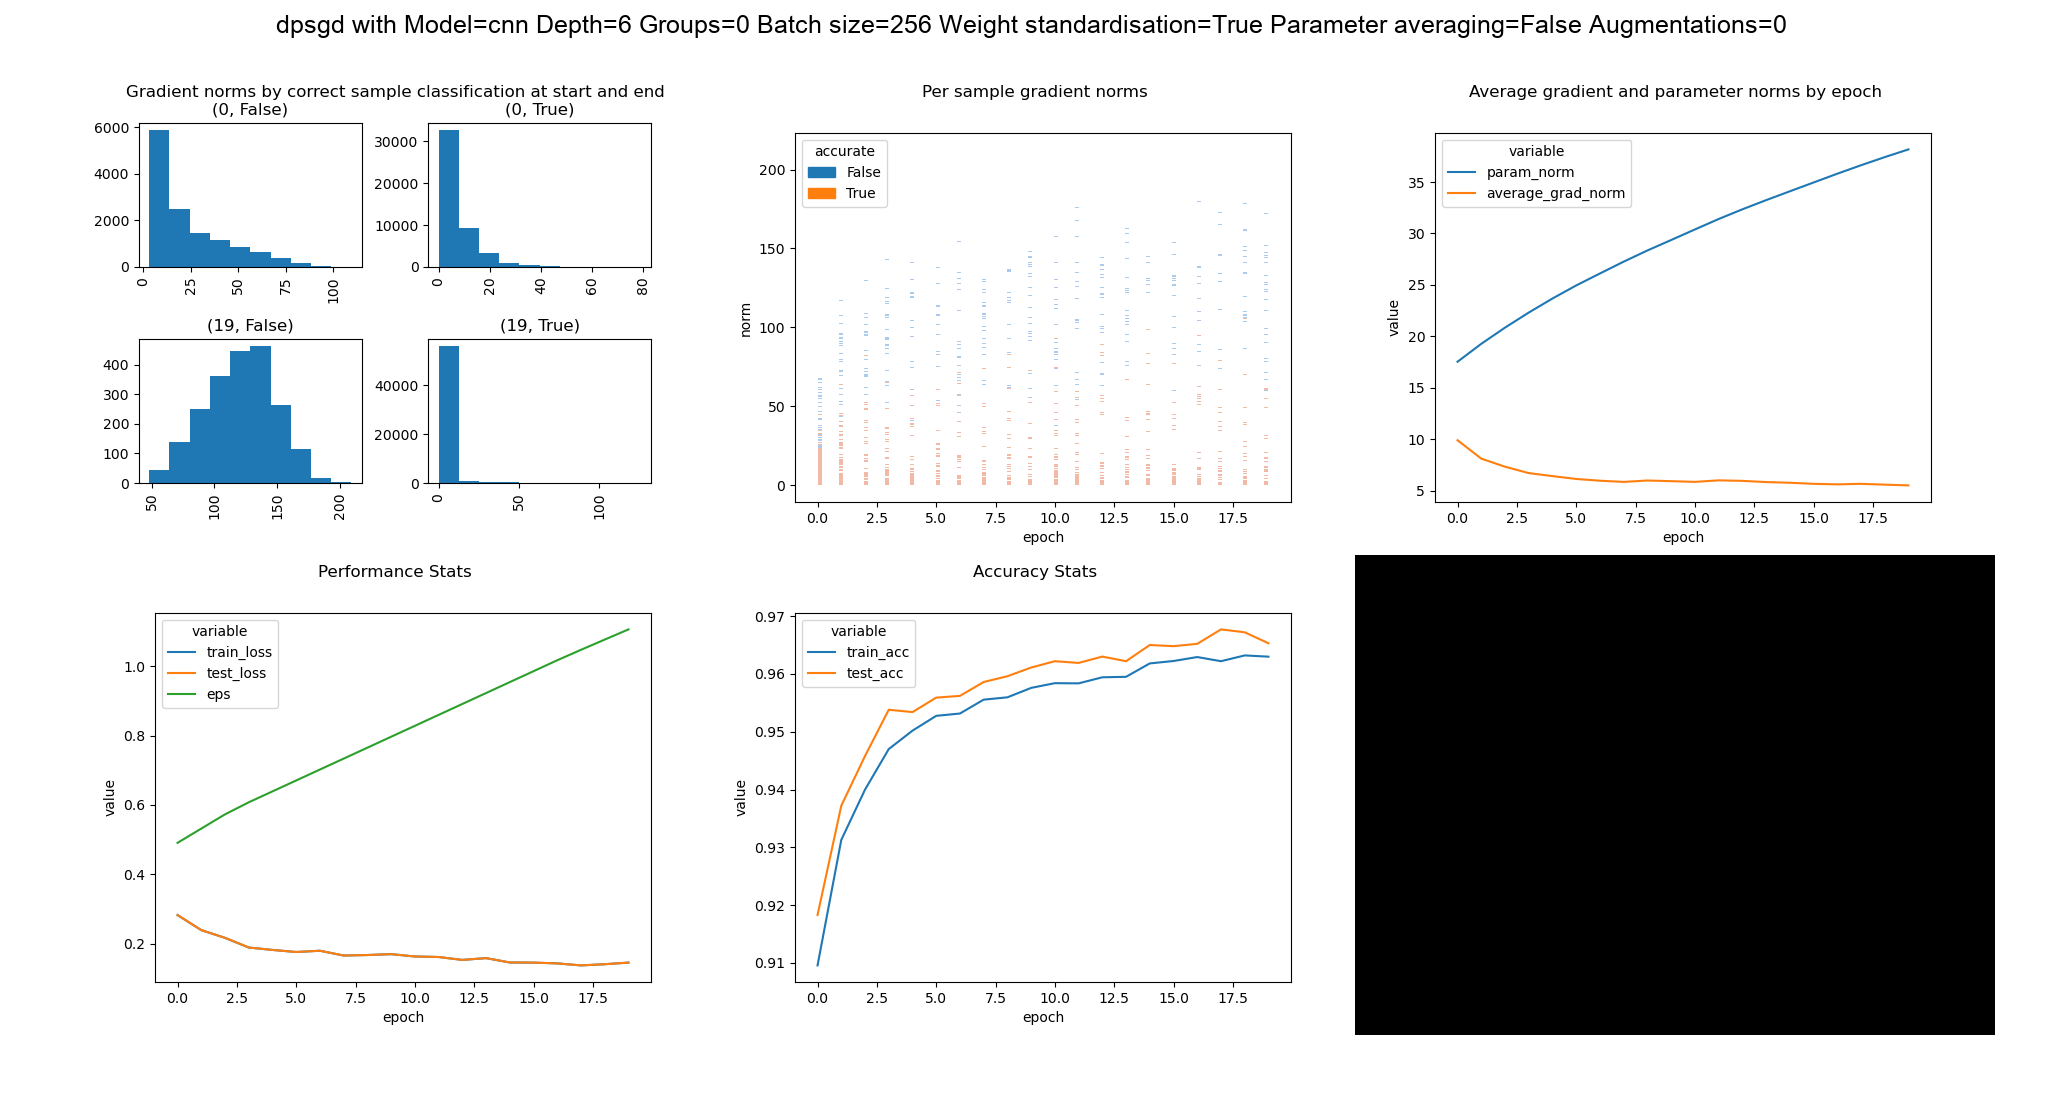 dpsgd with Model=cnn Depth=6 Groups=0 Batch size=256 Weight standardisation=True Parameter averaging=False Augmentations=0
Gradient norms by correct sample classification at start and end
(0, False)
(0, True)
6000
4000
2000
0
0
25
50
75
100
30000
20000
10000
0
0
20
40
60
80
(19, False)
(19, True)
400
300
200
100
0
50
100
150
200
40000
20000
0
0
50
100
Per sample gradient norms
accurate
False
True
norm
200
150
100
50
0
0.0
2.5
5.0
7.5
10.0
12.5
15.0
17.5
epoch
Average gradient and parameter norms by epoch
variable
param_norm
average_grad_norm
value
35
30
25
20
15
10
5
0.0
2.5
5.0
7.5
10.0
12.5
15.0
17.5
epoch
Performance Stats
variable
train_loss
test_loss
eps
value
1.0
0.8
0.6
0.4
0.2
0.0
2.5
5.0
7.5
10.0
12.5
15.0
17.5
epoch
Accuracy Stats
variable
train_acc
test_acc
value
0.97
0.96
0.95
0.94
0.93
0.92
0.91
0.0
2.5
5.0
7.5
10.0
12.5
15.0
17.5
epoch